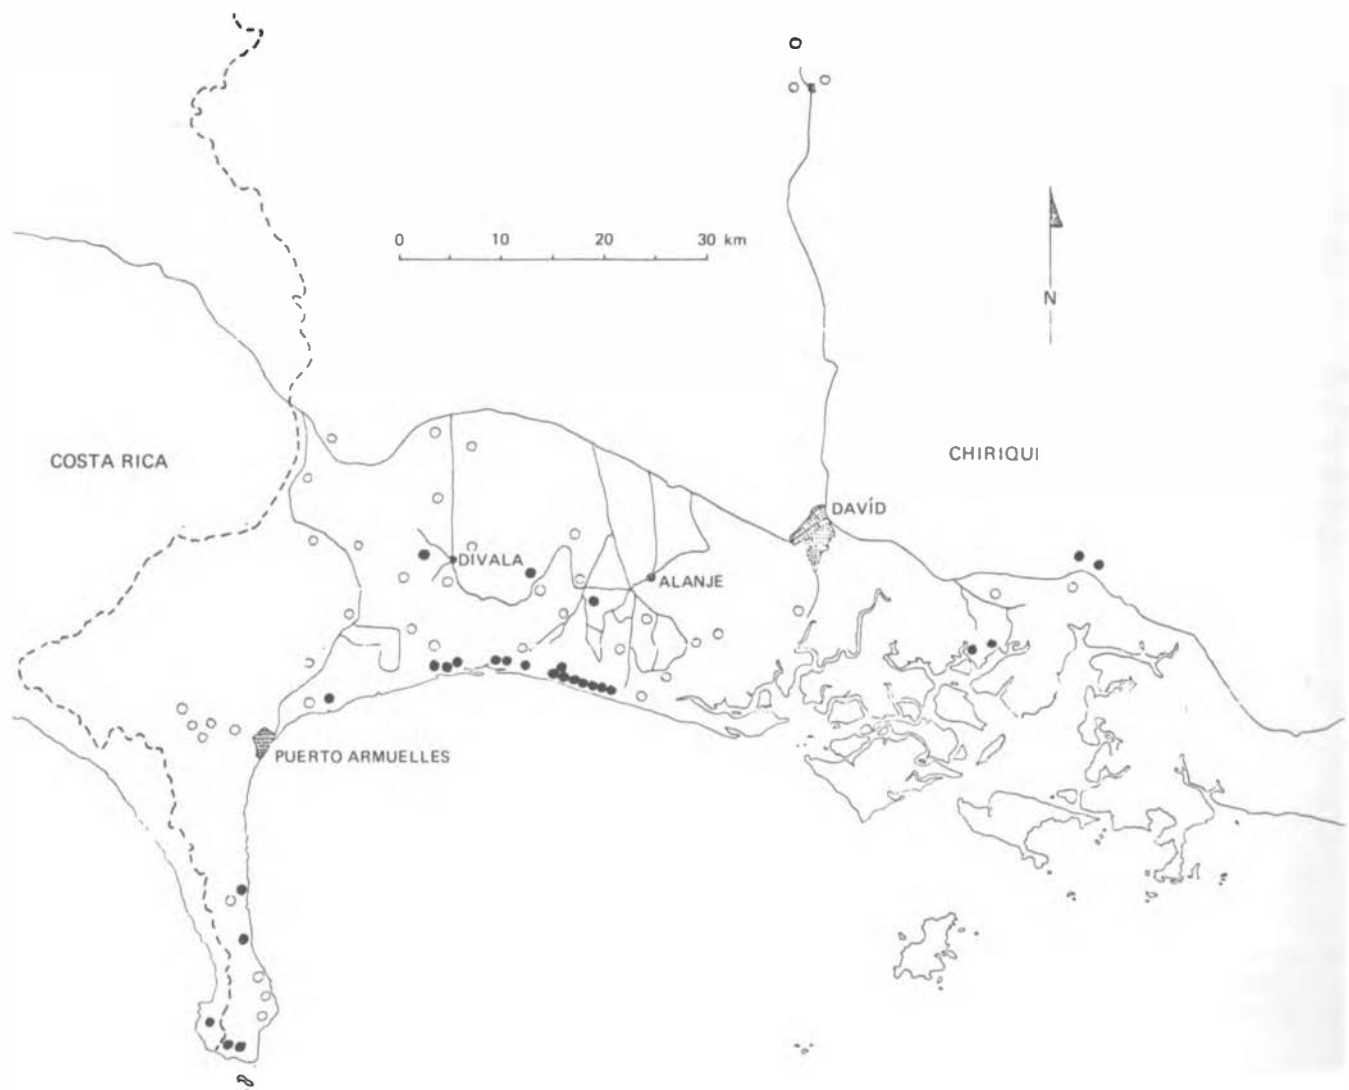 0 10 20 30 km
N
COSTA RICA
CHIRIQUI
DAVÍD
DIVALA
ALANJE
PUERTO ARMUELLES